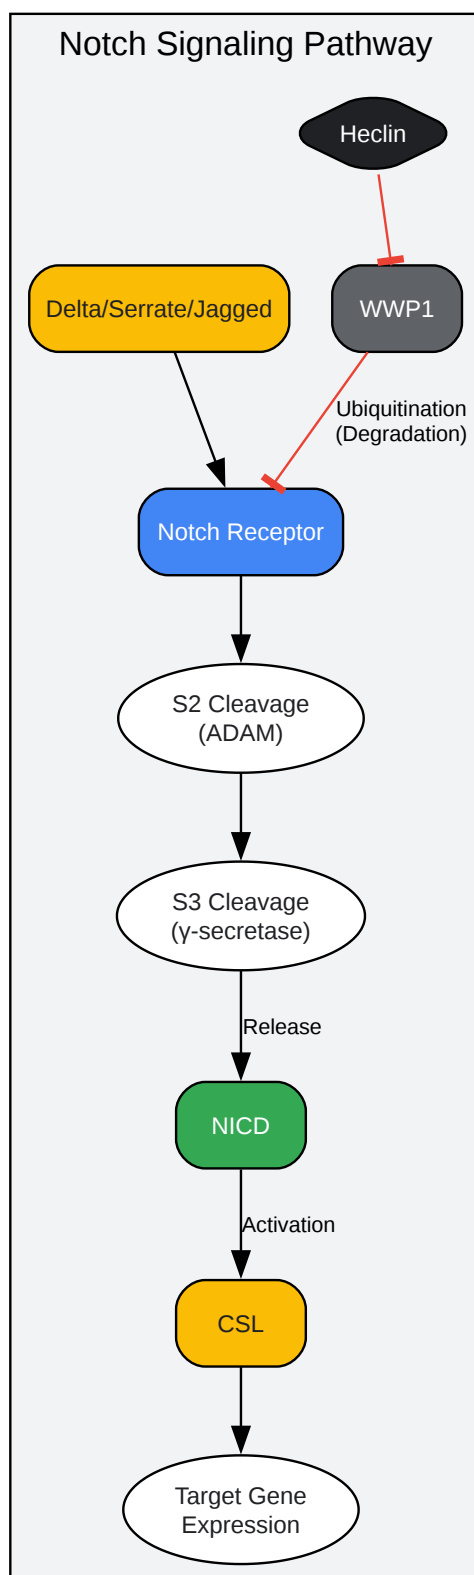 Notch Signaling Pathway
Heclin
Delta/Serrate/Jagged
WWP1
Ubiquitination
(Degradation)
Notch Receptor
S2 Cleavage
(ADAM)
S3 Cleavage
(γ-secretase)
Release
NICD
Activation
CSL
Target Gene
Expression